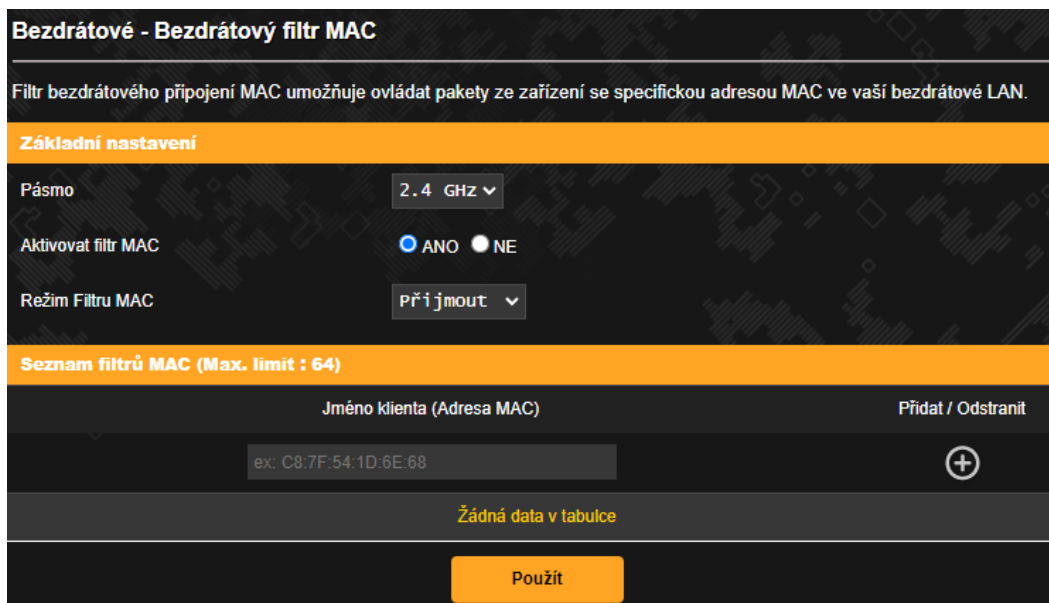 Bezdrátové - Bezdrátový filtr MAC
Filtr bezdrátového připojení MAC umožňuje ovládat pakety ze zařízení se specifickou adresou MAC ve vaší bezdrátové LAN.
Základní nastavení
Pásmo 2.4 GHz
Aktivovat filtr MAC ANO NE
Režim Filtru MAC Přijmout
Seznam filtrů MAC (Max. limit : 64)
Jméno klienta (Adresa MAC) Přidat / Odstranit
ex: C8:7F:54:1D:6E:68
Žádná data v tabulce
Použít